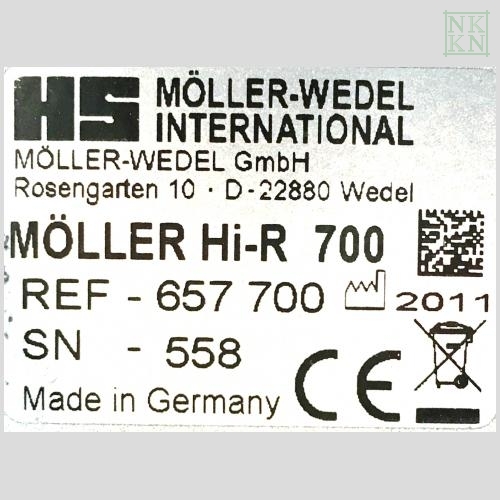 NK
KN
HS MÖLLER-WEDEL
INTERNATIONAL
MÖLLER-WEDEL GmbH
Rosengarten 10 · D-22880 Wedel
MÖLLER Hi-R 700
REF - 657 700 2011
SN - 558
Made in Germany CE